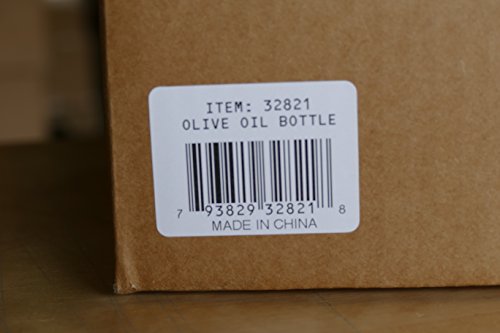 ITEM: 32821
OLIVE OIL BOTTLE
7 93829 32821 8
MADE IN CHINA